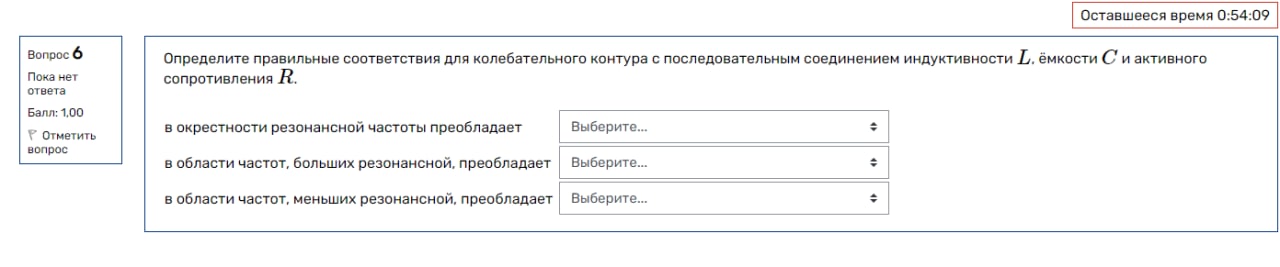 Оставшееся время 0:54:09
Вопрос 6
Пока нет
ответа
Балл: 1,00
Отметить
вопрос
Определите правильные соответствия для колебательного контура с последовательным соединением индуктивности L, ёмкости C и активного
сопротивления R.
в окрестности резонансной частоты преобладает Выберите...
в области частот, больших резонансной, преобладает Выберите...
в области частот, меньших резонансной, преобладает Выберите...